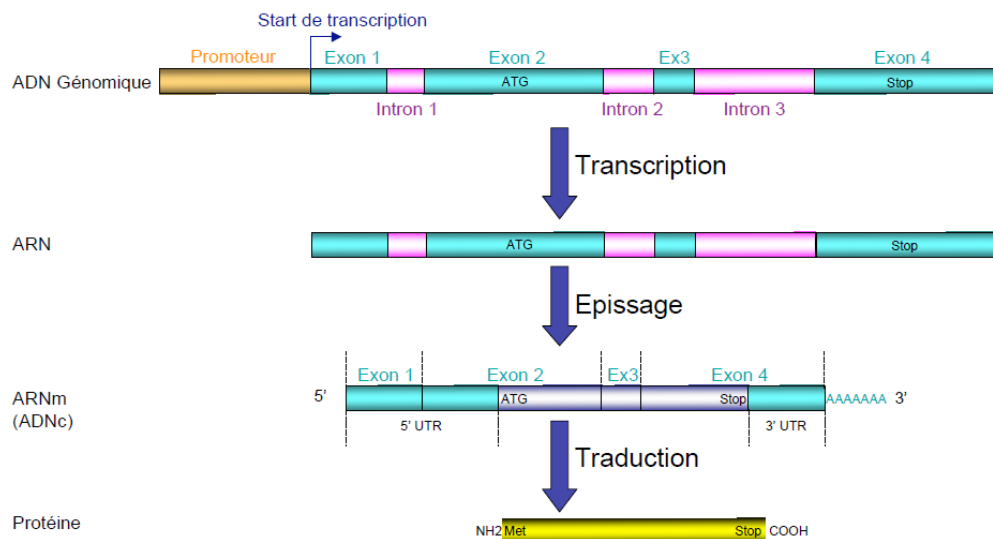 Start de transcription
Promoteur Exon 1 Exon 2 Ex3 Exon 4
ADN Génomique ATG Stop
Intron 1 Intron 2 Intron 3
Transcription
ARN ATG Stop
Epissage
Exon 1 Exon 2 Ex3 Exon 4
5' ATG Stop AAAAAAA 3'
ARNm
(ADNc)
5' UTR 3' UTR
Traduction
Protéine NH2 Met Stop COOH